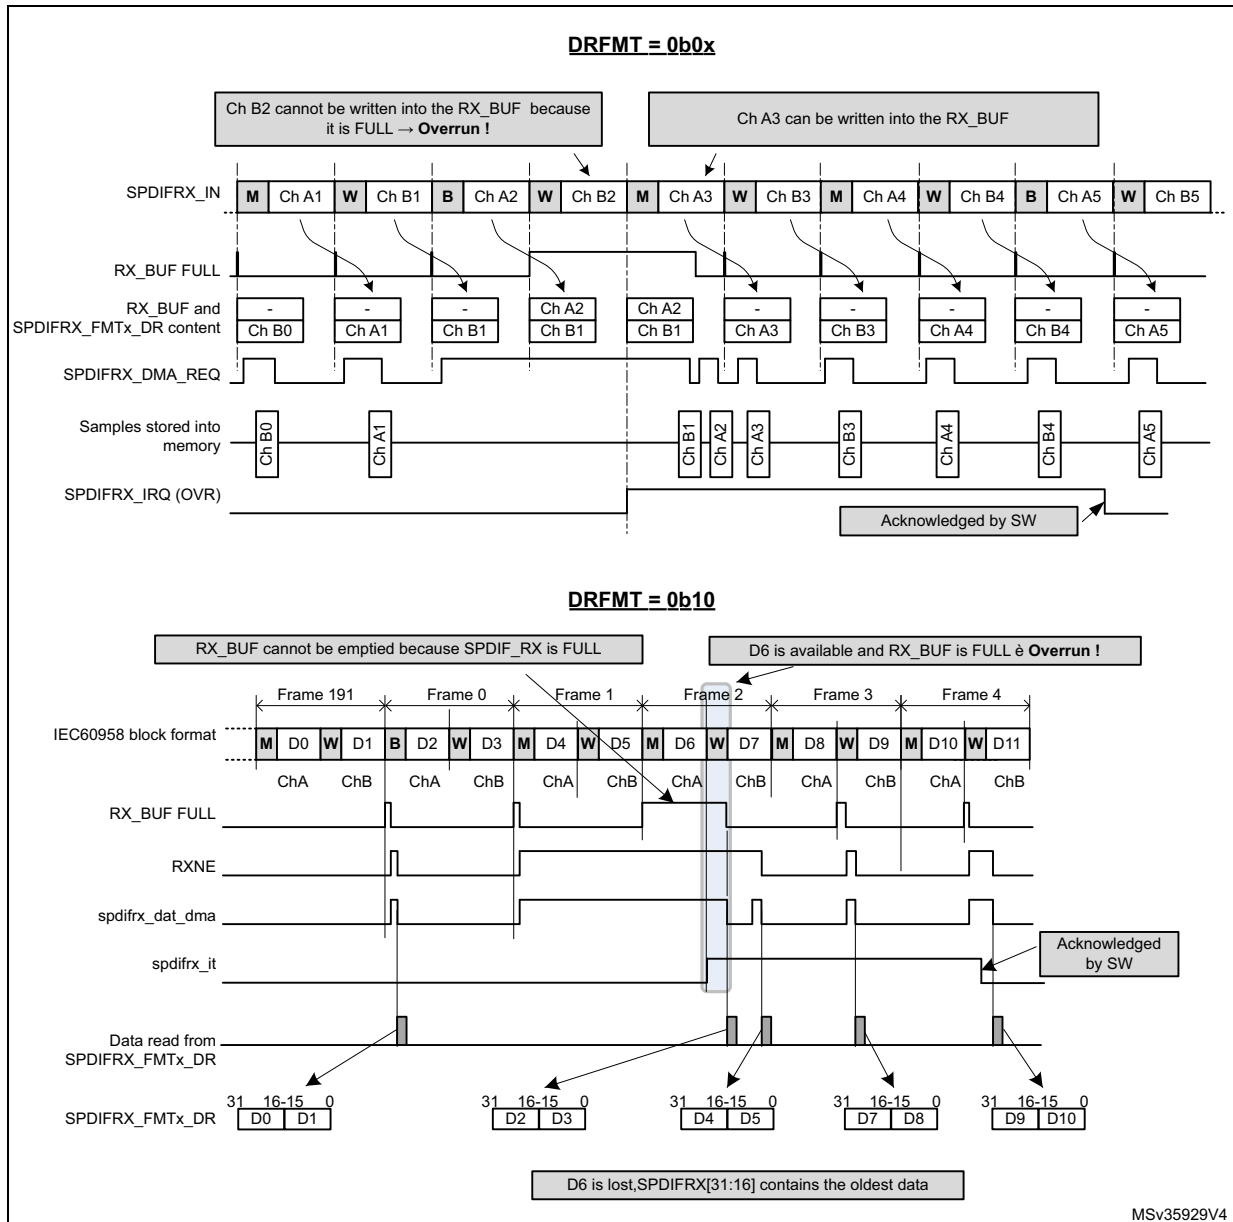 DRFMT = 0b0x
Ch B2 cannot be written into the RX_BUF because
it is FULL → Overrun !
Ch A3 can be written into the RX_BUF
SPDIFRX_IN
M Ch A1 W Ch B1 B Ch A2 W Ch B2 M Ch A3 W Ch B3 M Ch A4 W Ch B4 B Ch A5 W Ch B5
RX_BUF FULL
RX_BUF and
SPDIFRX_FMTx_DR content
- - - Ch A2 Ch A2 - - - - -
Ch B0 Ch A1 Ch B1 Ch B1 Ch B1 Ch A3 Ch B3 Ch A4 Ch B4 Ch A5
SPDIFRX_DMA_REQ
Samples stored into
memory
Ch B0 Ch A1 Ch B1 Ch A2 Ch A3 Ch B3 Ch A4 Ch B4 Ch A5
SPDIFRX_IRQ (OVR)
Acknowledged by SW
DRFMT = 0b10
RX_BUF cannot be emptied because SPDIF_RX is FULL
D6 is available and RX_BUF is FULL è Overrun !
Frame 191 Frame 0 Frame 1 Frame 2 Frame 3 Frame 4
IEC60958 block format
M D0 W D1 B D2 W D3 M D4 W D5 M D6 W D7 M D8 W D9 M D10 W D11
ChA ChB ChA ChB ChA ChB ChA ChB ChA ChB ChA ChB
RX_BUF FULL
RXNE
spdifrx_dat_dma
spdifrx_it
Acknowledged
by SW
Data read from
SPDIFRX_FMTx_DR
31 16-15 0 31 16-15 0 31 16-15 0 31 16-15 0 31 16-15 0
SPDIFRX_FMTx_DR
D0 D1 D2 D3 D4 D5 D7 D8 D9 D10
D6 is lost,SPDIFRX[31:16] contains the oldest data
MSv35929V4